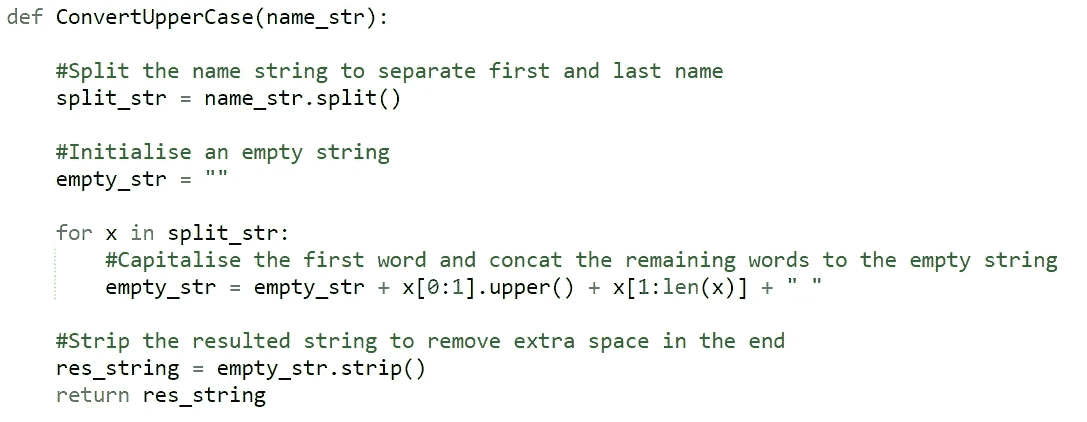 def ConvertUpperCase(name_str):
    #Split the name string to separate first and last name
    split_str = name_str.split()
    #Initialise an empty string
    empty_str = ""
    for x in split_str:
        #Capitalise the first word and concat the remaining words to the empty string
        empty_str = empty_str + x[0:1].upper() + x[1:len(x)] + " "
    #Strip the resulted string to remove extra space in the end
    res_string = empty_str.strip()
    return res_string